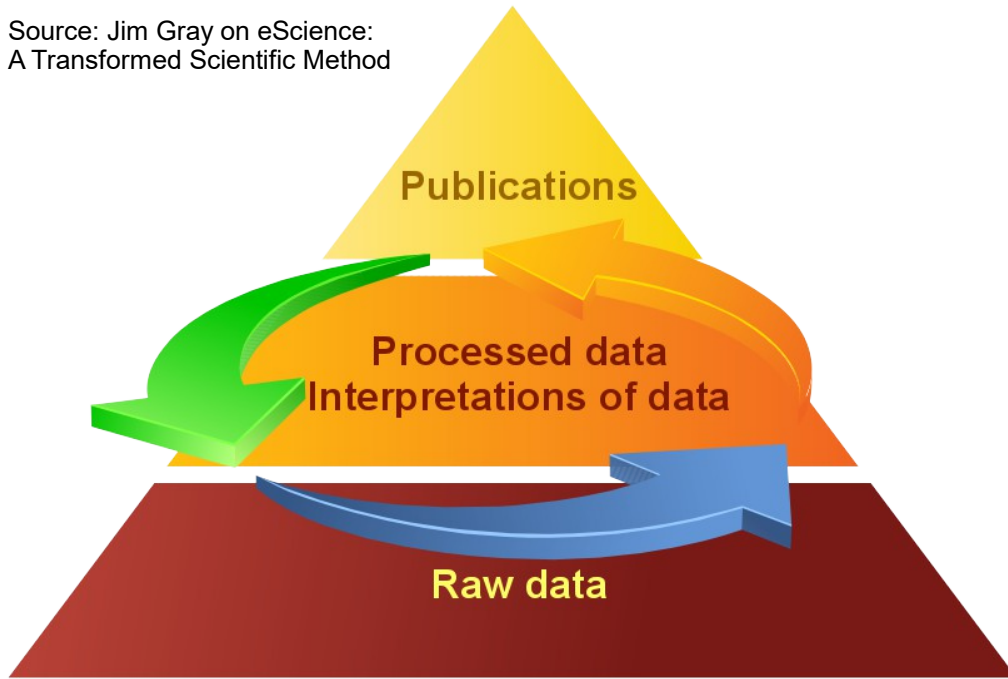 Source: Jim Gray on eScience:
A Transformed Scientific Method
Publications
Processed data
Interpretations of data
Raw data